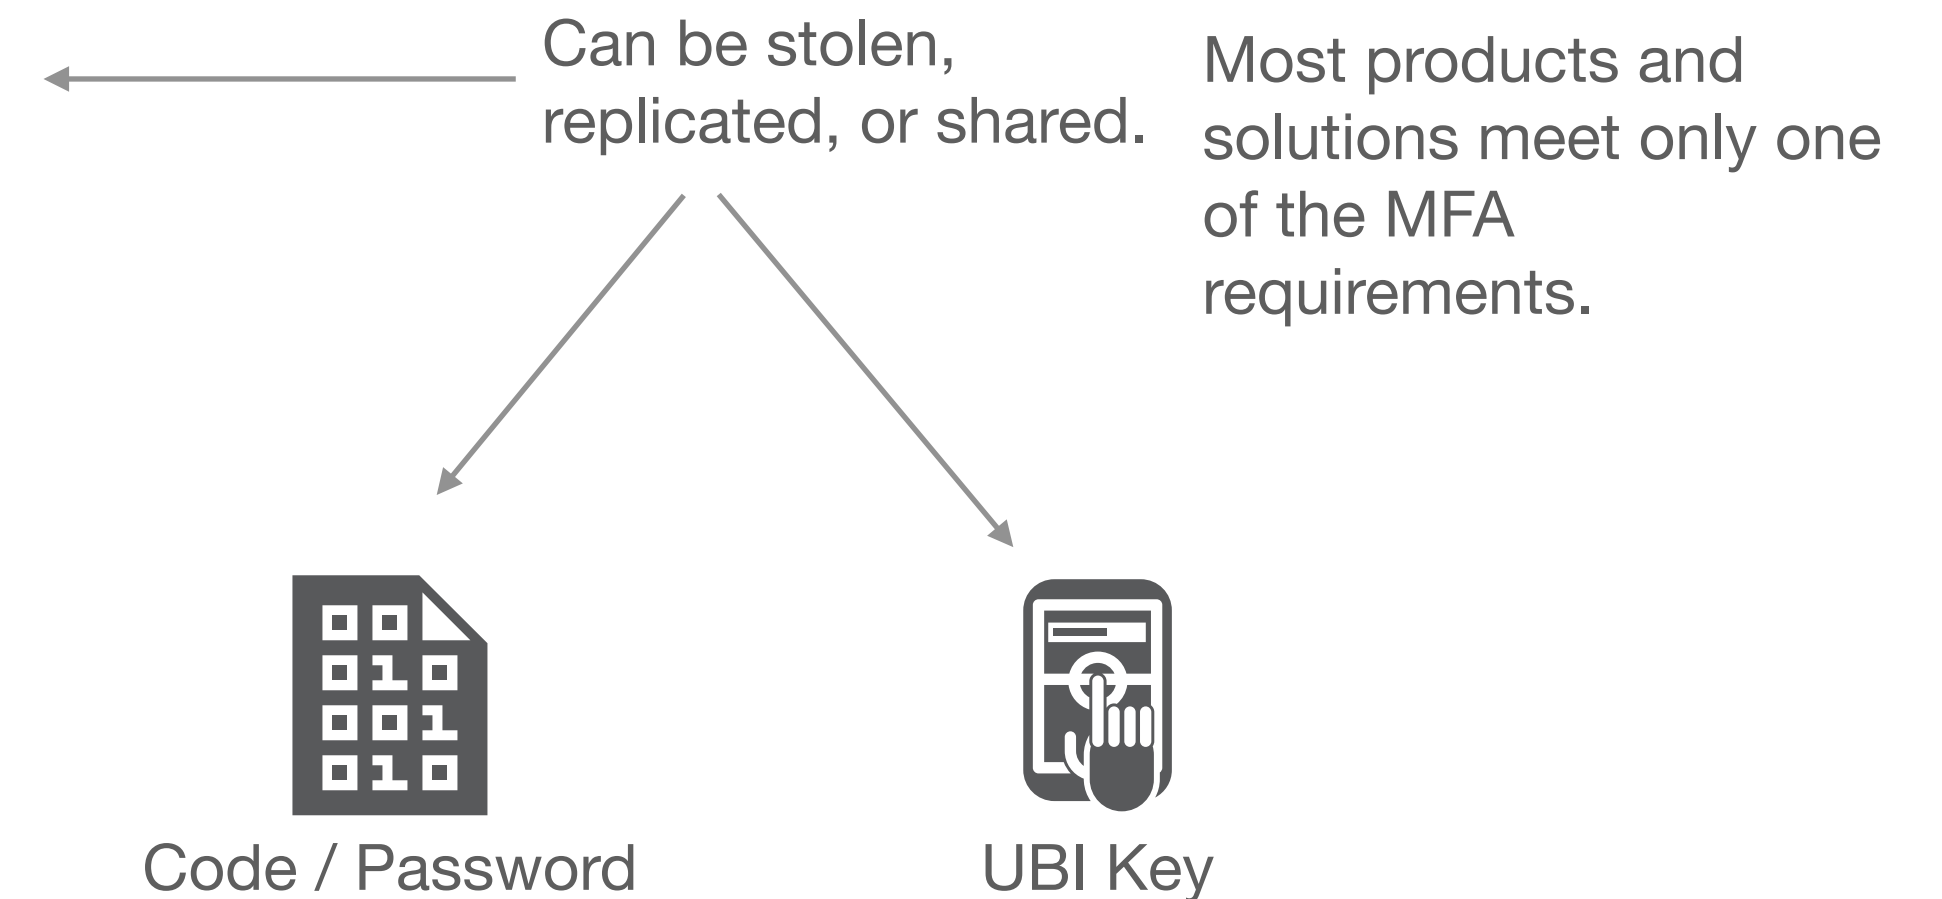 Can be stolen,
replicated, or shared.
Most products and
solutions meet only one
of the MFA
requirements.
Code / Password
UBI Key